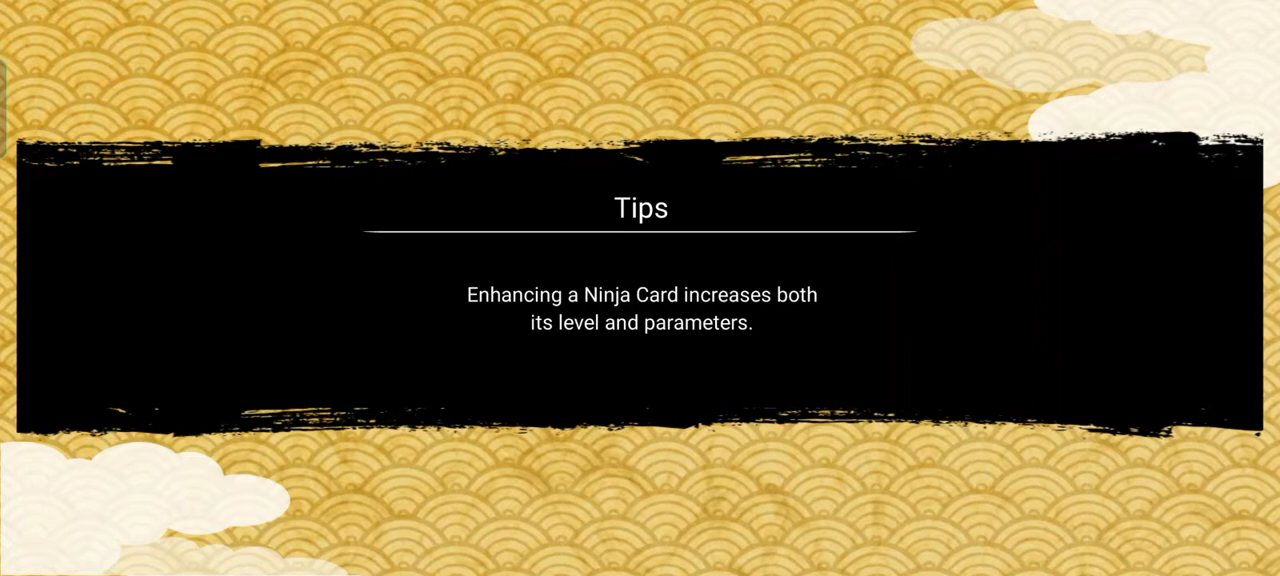 Tips
Enhancing a Ninja Card increases both
its level and parameters.